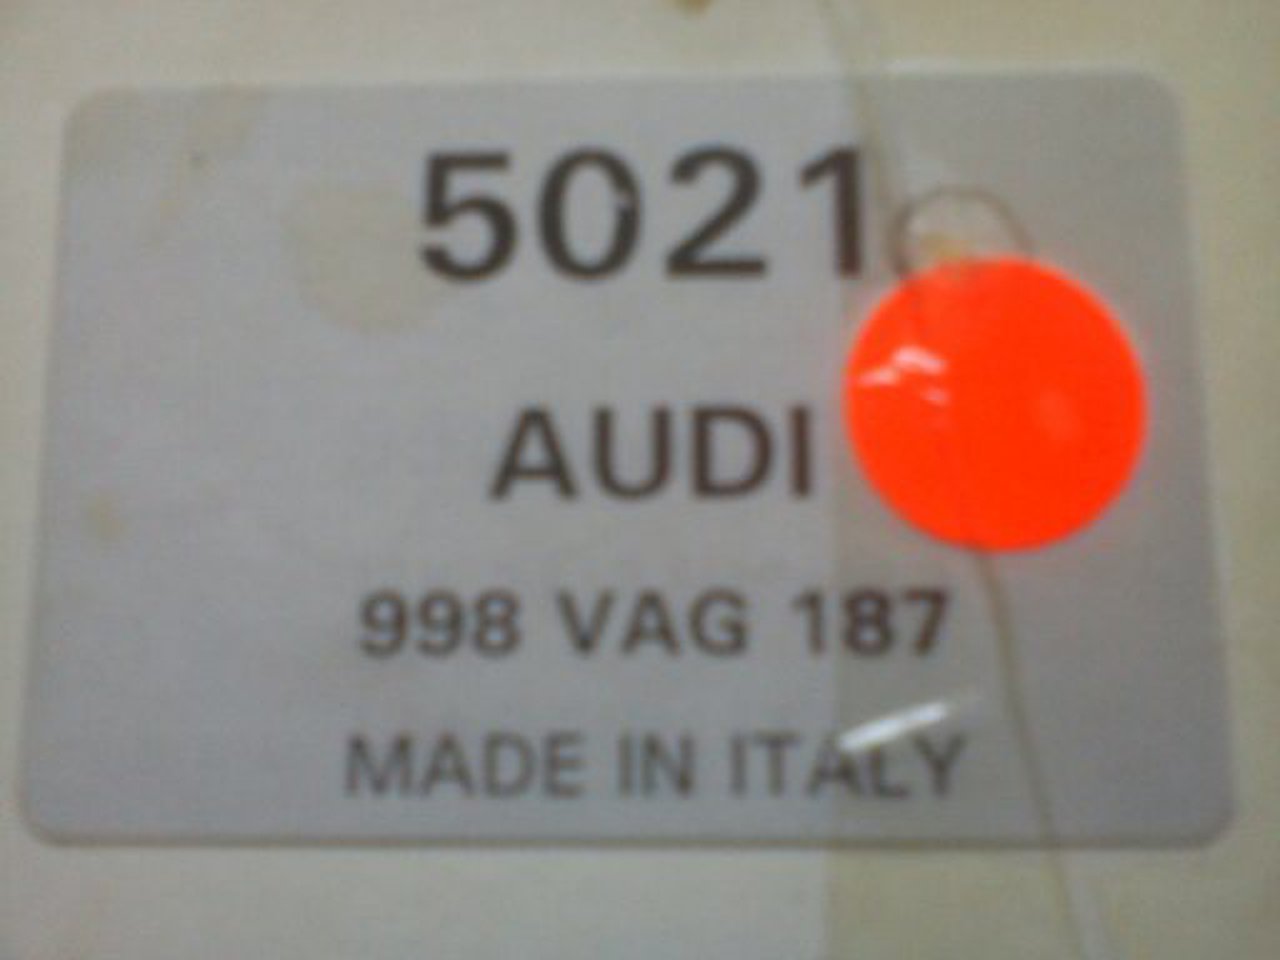 5021
AUDI
998 VAG 187
MADE IN ITALY